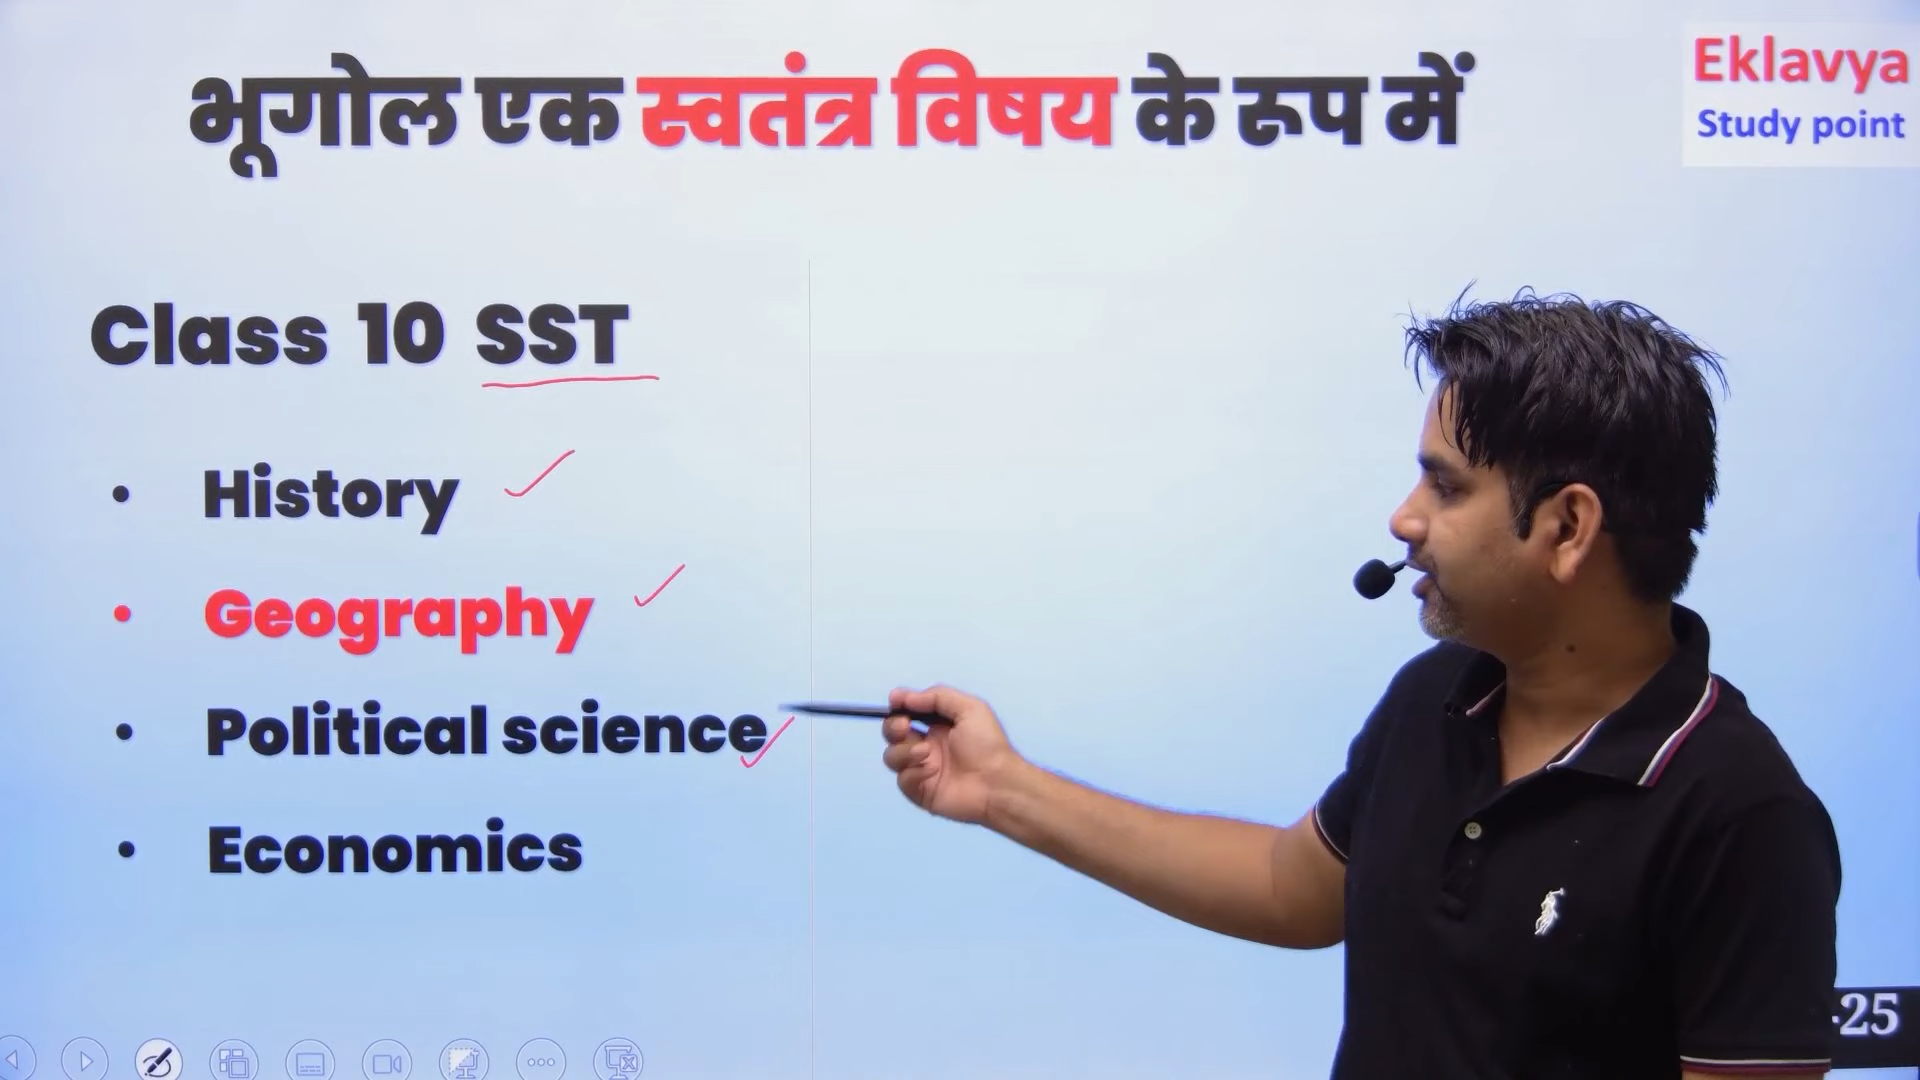 भूगोल एक स्वतंत्र विषय के रूप में
Eklavya
Study point
Class 10 SST
• History
• Geography
• Political science
• Economics
-25